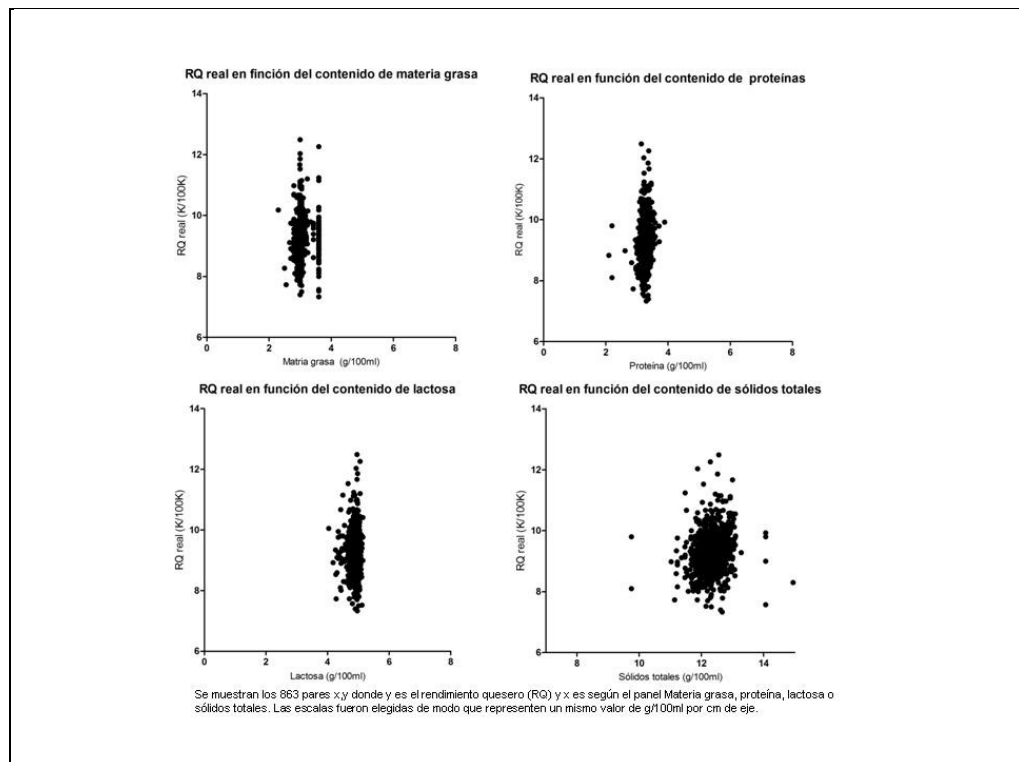 RQ real en finción del contenido de materia grasa
14
12
10
8
6
0
2
4
6
8
RQ real (K/100K)
Matria grasa (g/100ml)
RQ real en función del contenido de proteínas
14
12
10
8
6
0
2
4
6
8
RQ real (K/100K)
Proteina (g/100ml)
RQ real en función del contenido de lactosa
14
12
10
8
6
0
2
4
6
8
RQ real (K/100K)
Lactosa (g/100ml)
RQ real en función del contenido de sólidos totales
14
12
10
8
6
8
10
12
14
RQ real (K/100K)
Sólidos totales (g/100ml)
Se muestran los 863 pares x,y donde y es el rendimiento quesero (RQ) y x es según el panel Materia grasa, proteína, lactosa o
sólidos totales. Las escalas fueron elegidas de modo que representen un mismo valor de g/100ml por cm de eje.